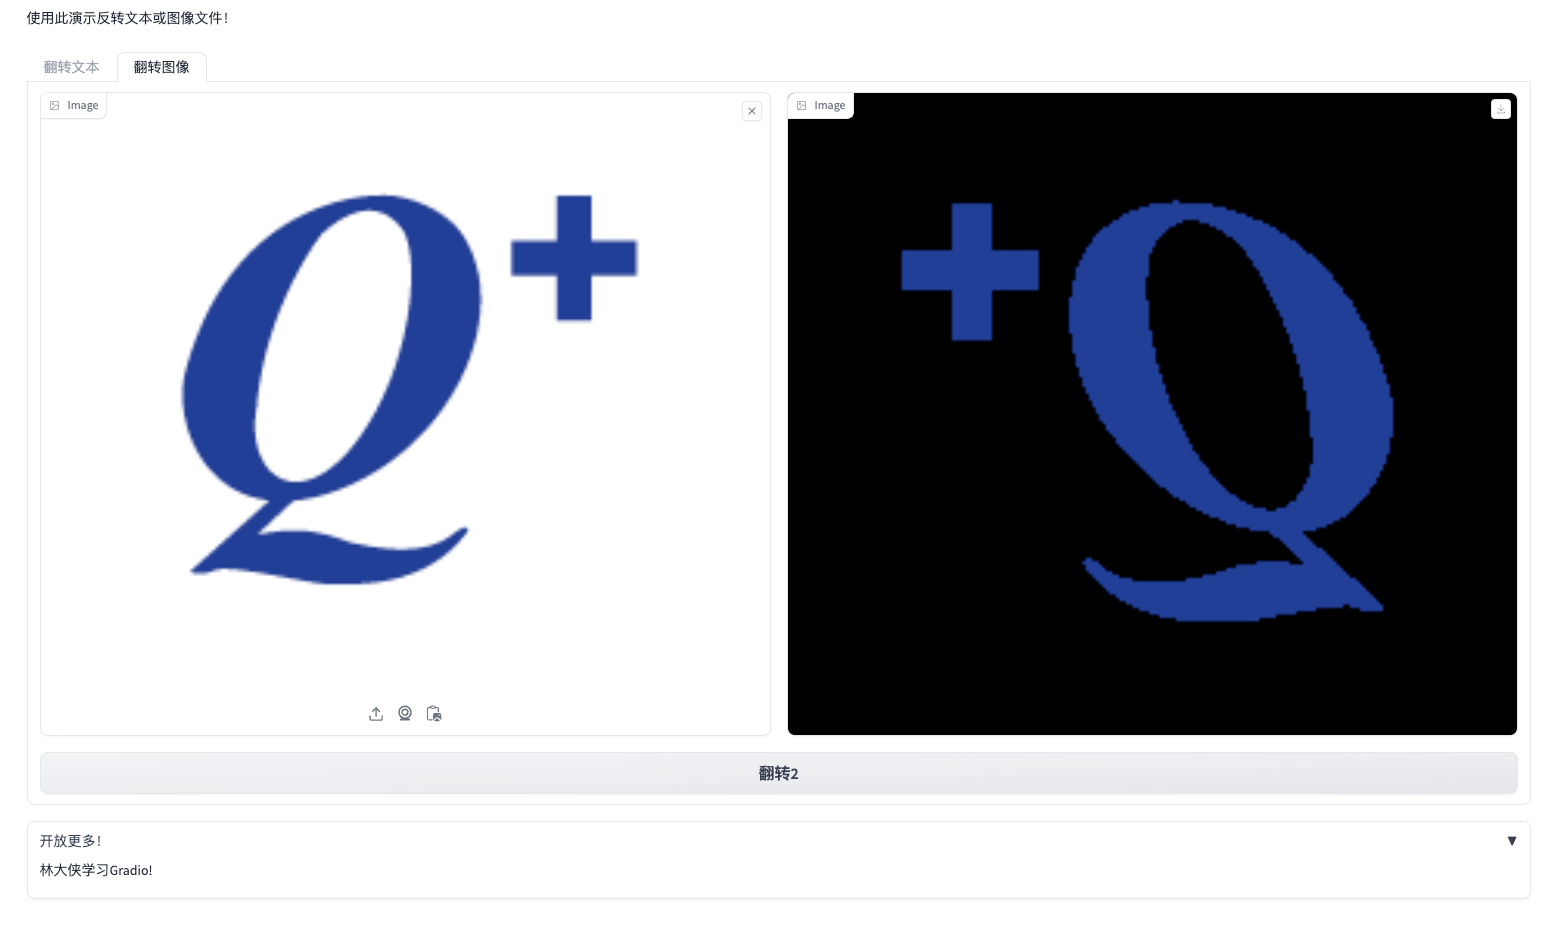 使用此演示反转文本或图像文件！
翻转文本 翻转图像
Image
Image
Q+
+Q
翻转2
开放更多！
林大侠学习Gradio!